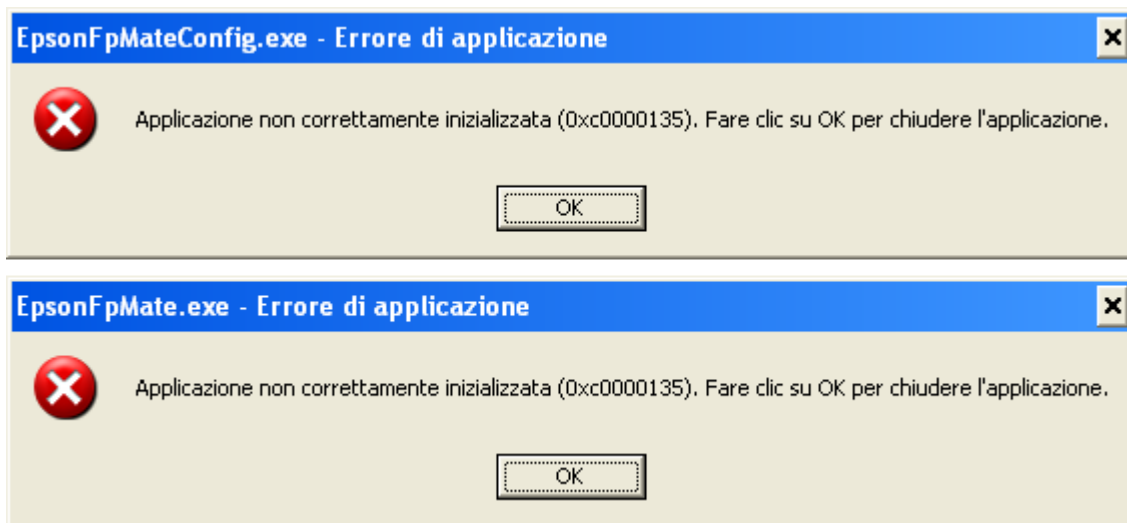 EpsonFpMateConfig.exe - Errore di applicazione
Applicazione non correttamente inizializzata (0xc0000135). Fare clic su OK per chiudere l'applicazione.
OK
EpsonFpMate.exe - Errore di applicazione
Applicazione non correttamente inizializzata (0xc0000135). Fare clic su OK per chiudere l'applicazione.
OK